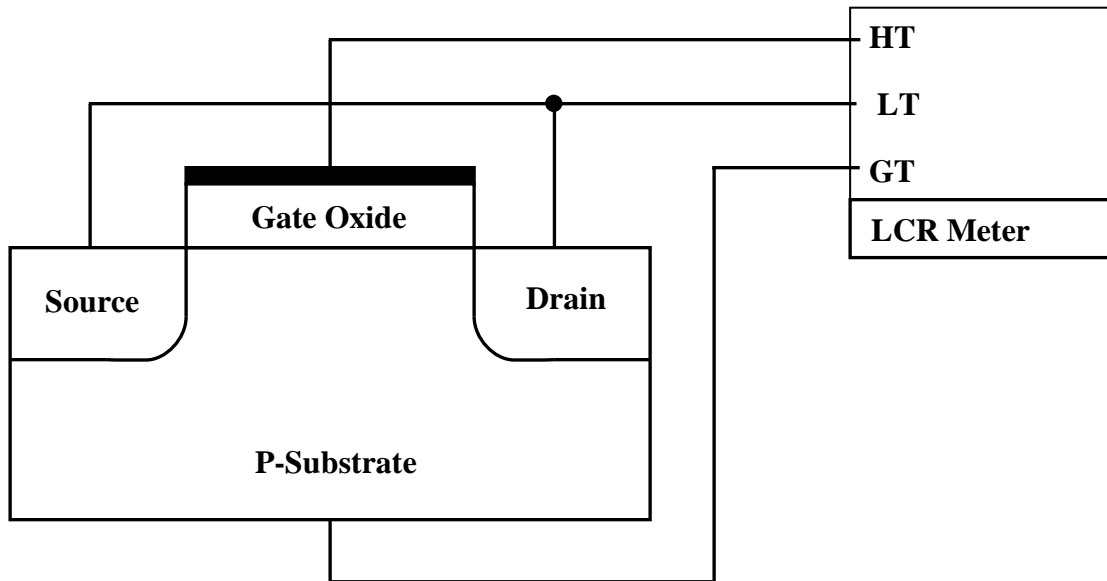 HT
LT
GT
LCR Meter
Gate Oxide
Source
Drain
P-Substrate